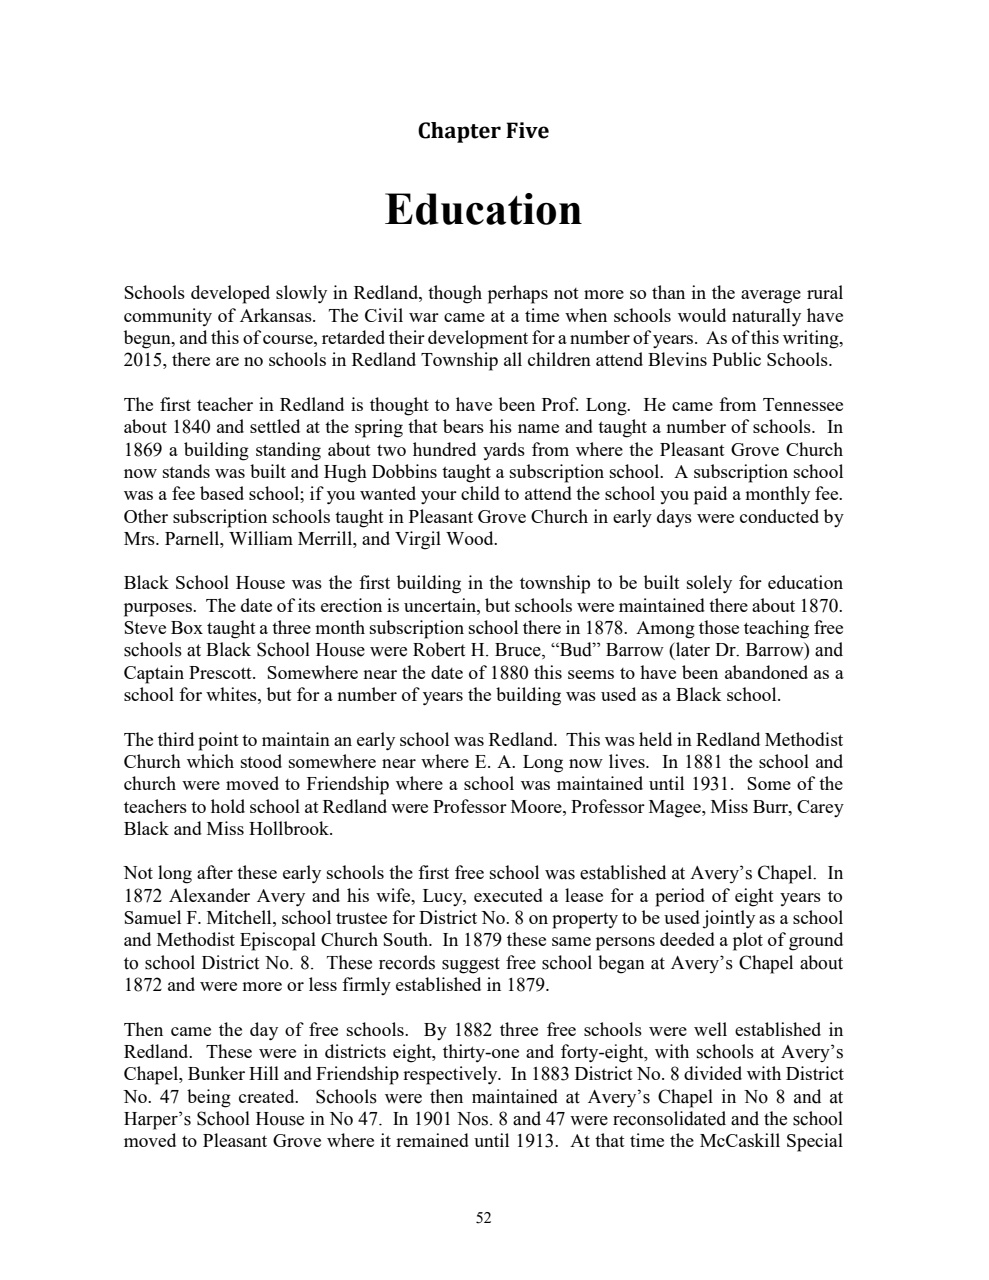 Chapter Five
Education
Schools developed slowly in Redland, though perhaps not more so than in the average rural
community of Arkansas.  The Civil war came at a time when schools would naturally have
begun, and this of course, retarded their development for a number of years.  As of this writing,
2015, there are no schools in Redland Township all children attend Blevins Public Schools.
The first teacher in Redland is thought to have been Prof. Long.  He came from Tennessee
about 1840 and settled at the spring that bears his name and taught a number of schools.  In
1869 a building standing about two hundred yards from where the Pleasant Grove Church
now stands was built and Hugh Dobbins taught a subscription school.  A subscription school
was a fee based school; if you wanted your child to attend the school you paid a monthly fee.
Other subscription schools taught in Pleasant Grove Church in early days were conducted by
Mrs. Parnell, William Merrill, and Virgil Wood.
Black School House was the first building in the township to be built solely for education
purposes.  The date of its erection is uncertain, but schools were maintained there about 1870.
Steve Box taught a three month subscription school there in 1878.  Among those teaching free
schools at Black School House were Robert H. Bruce, “Bud” Barrow (later Dr. Barrow) and
Captain Prescott.  Somewhere near the date of 1880 this seems to have been abandoned as a
school for whites, but for a number of years the building was used as a Black school.
The third point to maintain an early school was Redland.  This was held in Redland Methodist
Church which stood somewhere near where E. A. Long now lives.  In 1881 the school and
church were moved to Friendship where a school was maintained until 1931.  Some of the
teachers to hold school at Redland were Professor Moore, Professor Magee, Miss Burr, Carey
Black and Miss Hollbrook.
Not long after these early schools the first free school was established at Avery’s Chapel.  In
1872 Alexander Avery and his wife, Lucy, executed a lease for a period of eight years to
Samuel F. Mitchell, school trustee for District No. 8 on property to be used jointly as a school
and Methodist Episcopal Church South.  In 1879 these same persons deeded a plot of ground
to school District No. 8.  These records suggest free school began at Avery’s Chapel about
1872 and were more or less firmly established in 1879.
Then came the day of free schools.  By 1882 three free schools were well established in
Redland.  These were in districts eight, thirty-one and forty-eight, with schools at Avery’s
Chapel, Bunker Hill and Friendship respectively.  In 1883 District No. 8 divided with District
No. 47 being created.  Schools were then maintained at Avery’s Chapel in No 8 and at
Harper’s School House in No 47.  In 1901 Nos. 8 and 47 were reconsolidated and the school
moved to Pleasant Grove where it remained until 1913.  At that time the McCaskill Special
52